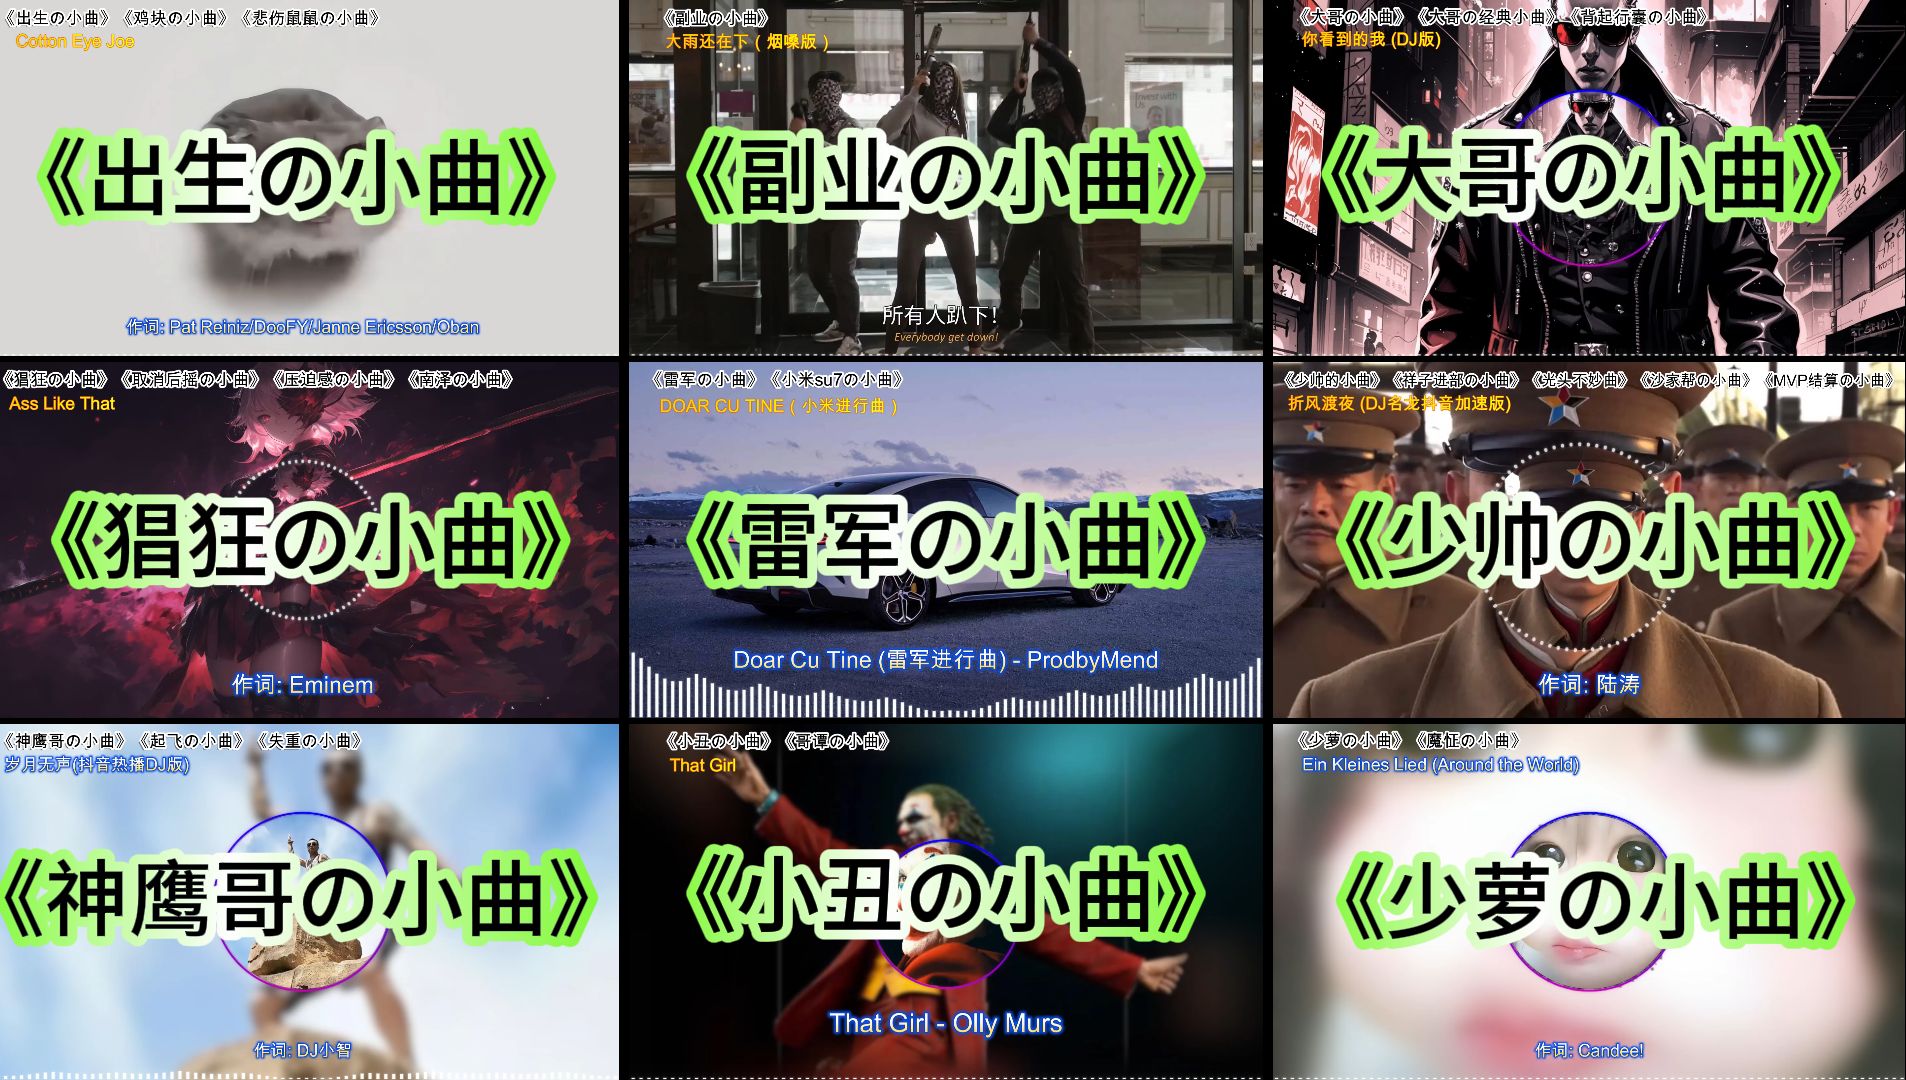 《出生の小曲》《鸡块の小曲》《悲伤鼠鼠の小曲》
Cotton Eye Joe
《出生の小曲》
作词: Pat Reiniz/DooFY/Janne Ericsson/Oban
《副业の小曲》
大雨还在下（烟嗓版）
Invest with Us
《副业の小曲》
所有人趴下!
Everybody get down!
《大哥の小曲》《大哥の经典小曲》《背起行囊の小曲》
你看到的我 (DJ版)
《大哥の小曲》
《猖狂の小曲》《取消后摇の小曲》《压迫感の小曲》《南泽の小曲》
Ass Like That
《猖狂の小曲》
作词: Eminem
《雷军の小曲》《小米su7の小曲》
DOAR CU TINE（小米进行曲）
《雷军の小曲》
Doar Cu Tine (雷军进行曲) - ProdbyMend
《少帅的小曲》《祥子进部の小曲》《光头不妙曲》《沙家帮の小曲》《MVP结算の小曲》
折风渡夜 (DJ名龙抖音加速版)
《少帅の小曲》
作词: 陆涛
《神鹰哥の小曲》《起飞の小曲》《失重の小曲》
岁月无声(抖音热播DJ版)
《神鹰哥の小曲》
作词: DJ小智
《小丑の小曲》《哥谭の小曲》
That Girl
《小丑の小曲》
That Girl - Olly Murs
《少萝の小曲》《魔怔の小曲》
Ein Kleines Lied (Around the World)
《少萝の小曲》
作词: Candee!